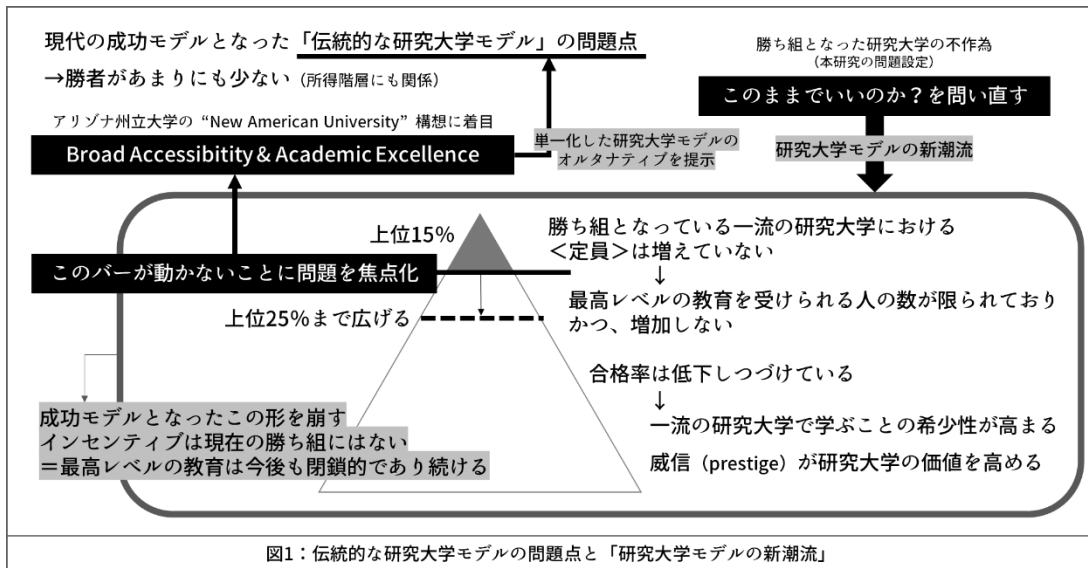 現代の成功モデルとなった「伝統的な研究大学モデル」の問題点
→勝者があまりにも少ない（所得階層にも関係）
勝ち組となった研究大学の不作為
（本研究の問題設定）
このままでいいのか？を問い直す
アリゾナ州立大学の“New American University” 構想に着目
Broad Accessibitity & Academic Excellence
単一化した研究大学モデルの
オルタナティブを提示
研究大学モデルの新潮流
上位15%
勝ち組となっている一流の研究大学における
＜定員＞は増えていない
↓
このバーが動かないことに問題を焦点化
最高レベルの教育を受けられる人の数が限られており
かつ、増加しない
上位25%まで広げる
合格率は低下しつづけている
↓
一流の研究大学で学ぶことの希少性が高まる
威信（prestige）が研究大学の価値を高める
成功モデルとなったこの形を崩す
インセンティブは現在の勝ち組にはない
＝最高レベルの教育は今後も閉鎖的であり続ける
図1：伝統的な研究大学モデルの問題点と「研究大学モデルの新潮流」